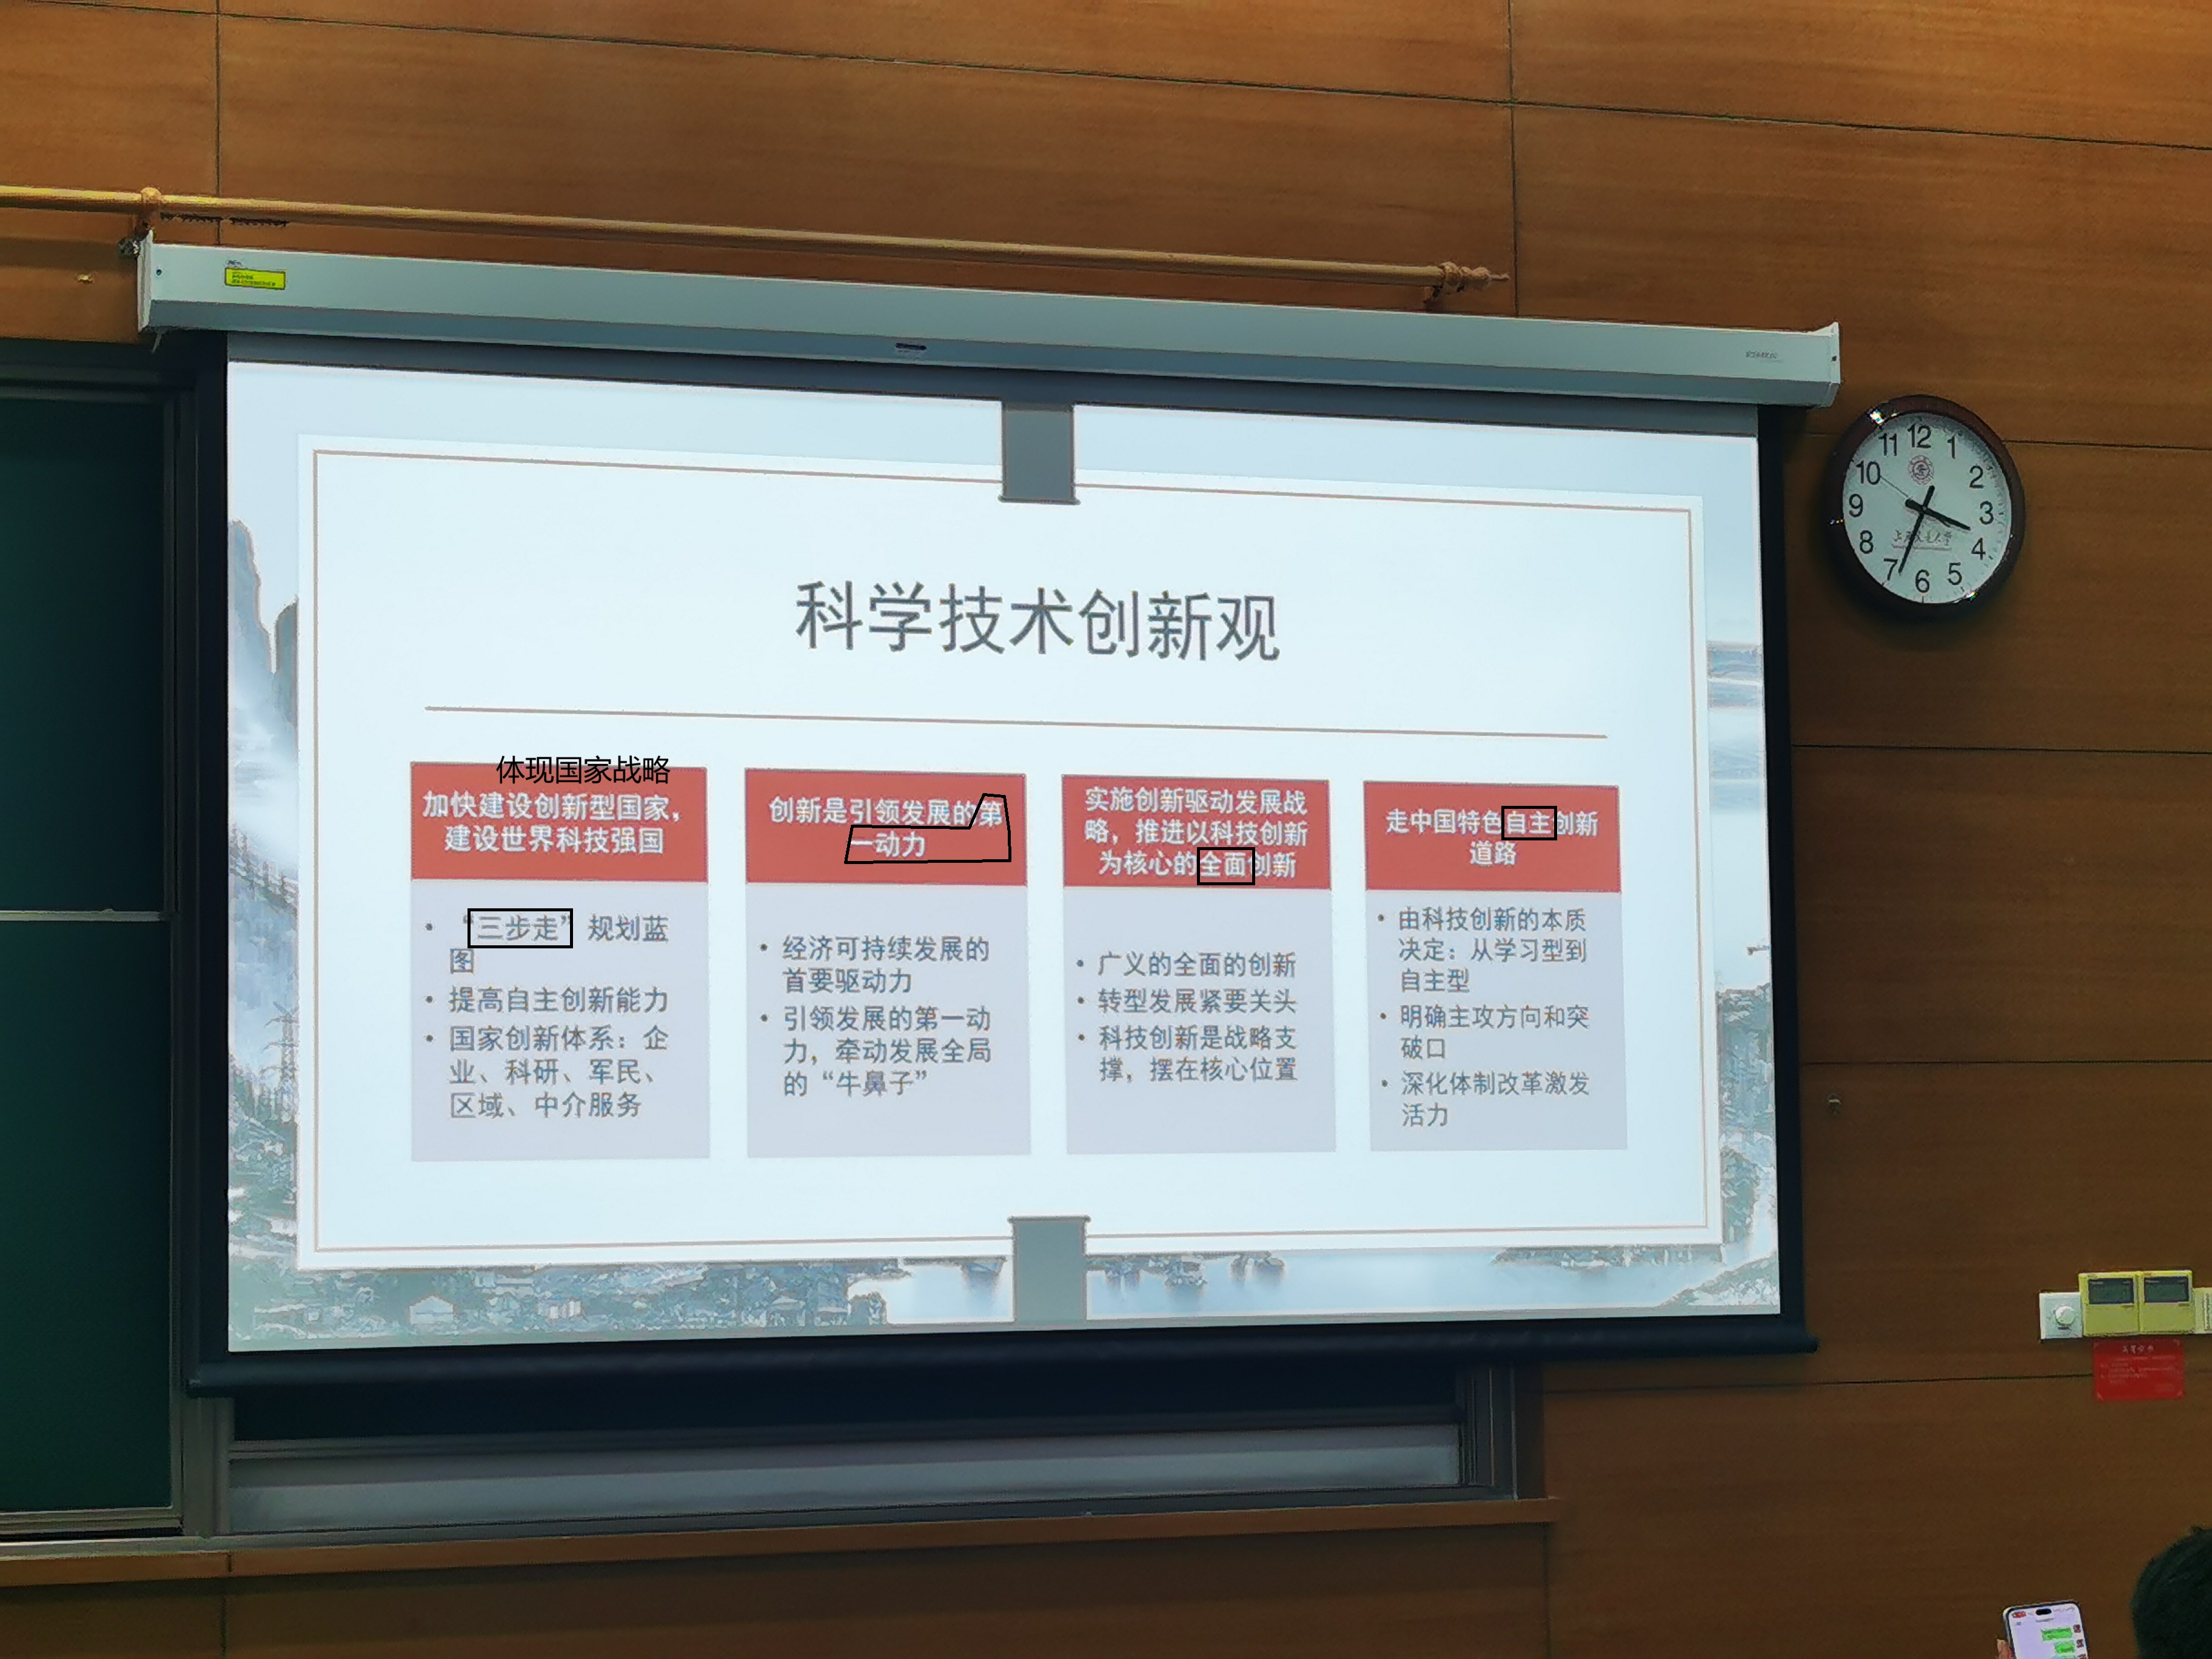 科学技术创新观
体现国家战略
加快建设创新型国家，
建设世界科技强国
“三步走”规划蓝
图
提高自主创新能力
国家创新体系：企
业、科研、军民、
区域、中介服务
创新是引领发展的第
一动力
经济可持续发展的
首要驱动力
引领发展的第一动
力，牵动发展全局
的“牛鼻子”
实施创新驱动发展战
略，推进以科技创新
为核心的全面创新
广义的全面的创新
转型发展紧要关头
科技创新是战略支
撑，摆在核心位置
走中国特色自主创新
道路
由科技创新的本质
决定：从学习型到
自主型
明确主攻方向和突
破口
深化体制改革激发
活力
12
1
2
3
4
5
6
7
8
9
10
11
上海交通大学